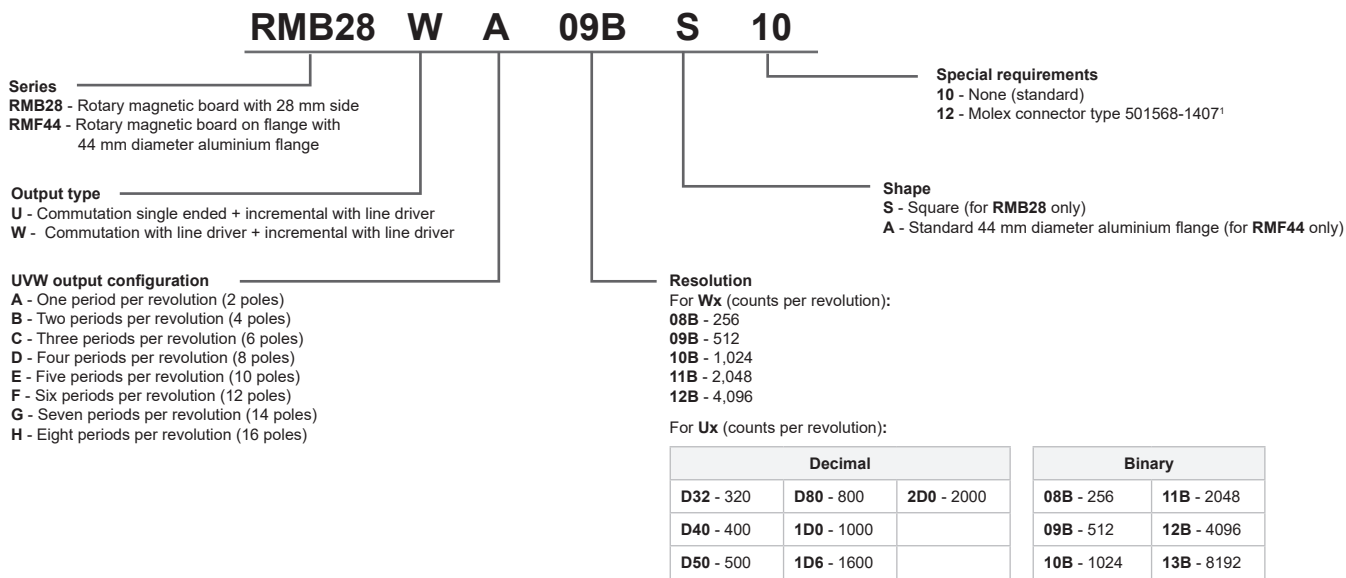 RMB28 W A 09B S 10
Series
RMB28 - Rotary magnetic board with 28 mm side
RMF44 - Rotary magnetic board on flange with
44 mm diameter aluminium flange
Output type
U - Commutation single ended + incremental with line driver
W - Commutation with line driver + incremental with line driver
UVW output configuration
A - One period per revolution (2 poles)
B - Two periods per revolution (4 poles)
C - Three periods per revolution (6 poles)
D - Four periods per revolution (8 poles)
E - Five periods per revolution (10 poles)
F - Six periods per revolution (12 poles)
G - Seven periods per revolution (14 poles)
H - Eight periods per revolution (16 poles)
Special requirements
10 - None (standard)
12 - Molex connector type 501568-1407¹
Shape
S - Square (for RMB28 only)
A - Standard 44 mm diameter aluminium flange (for RMF44 only)
Resolution
For Wx (counts per revolution):
08B - 256
09B - 512
10B - 1,024
11B - 2,048
12B - 4,096
For Ux (counts per revolution):
Decimal
D32 - 320 D80 - 800 2D0 - 2000
D40 - 400 1D0 - 1000
D50 - 500 1D6 - 1600
Binary
08B - 256 11B - 2048
09B - 512 12B - 4096
10B - 1024 13B - 8192